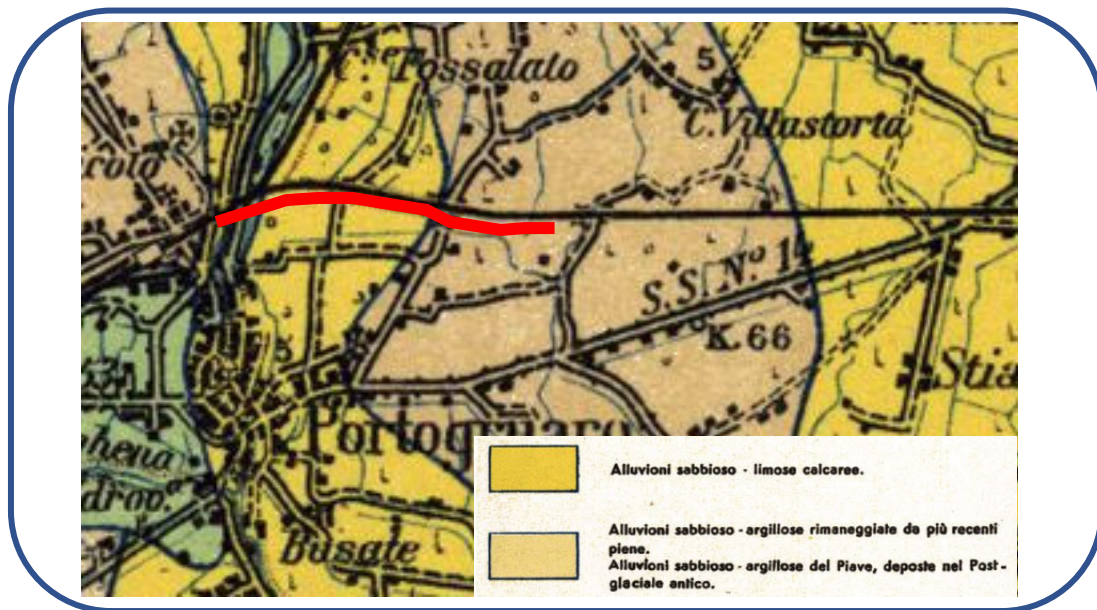 Fossalato
5
C. Villastorta
S.S. N.º 14
K. 66
Stia
Portogruaro
hena
Busate
Alluvioni sabbioso - limose calcaree.
Alluvioni sabbioso - argillose rimaneggiate da più recenti
piene.
Alluvioni sabbioso - argillose del Piave, deposte nel Post-
glaciale antico.